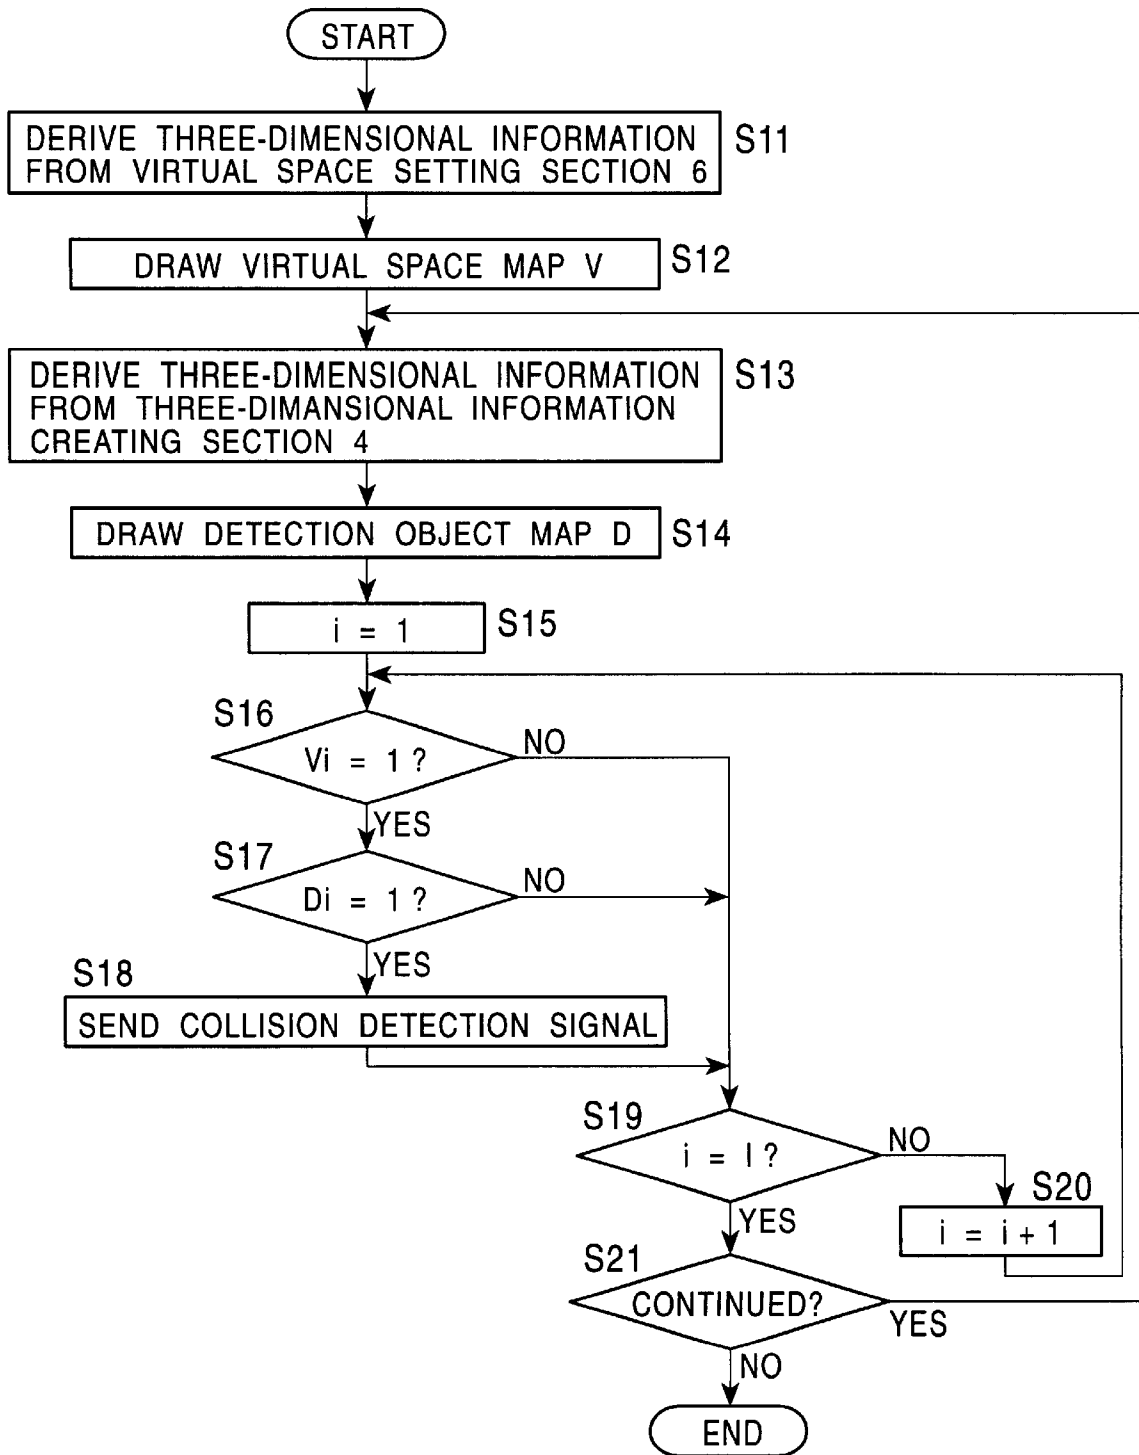 START
DERIVE THREE-DIMENSIONAL INFORMATION
FROM VIRTUAL SPACE SETTING SECTION 6
S11
DRAW VIRTUAL SPACE MAP V
S12
DERIVE THREE-DIMENSIONAL INFORMATION
FROM THREE-DIMANSIONAL INFORMATION
CREATING SECTION 4
S13
DRAW DETECTION OBJECT MAP D
S14
i = 1
S15
S16
Vi = 1?
NO
YES
S17
Di = 1?
NO
YES
S18
SEND COLLISION DETECTION SIGNAL
S19
i = I?
NO
YES
S20
i = i+1
S21
CONTINUED?
YES
NO
END